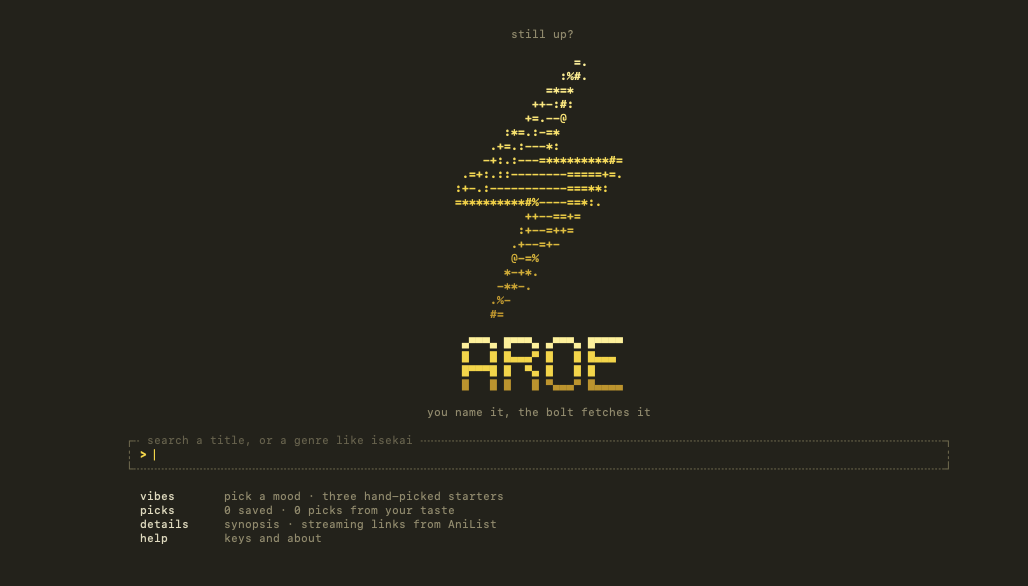 still up?
AROE
you name it, the bolt fetches it
search a title, or a genre like isekai
>
vibes pick a mood · three hand-picked starters
picks 0 saved · 0 picks from your taste
details synopsis · streaming links from AniList
help keys and about